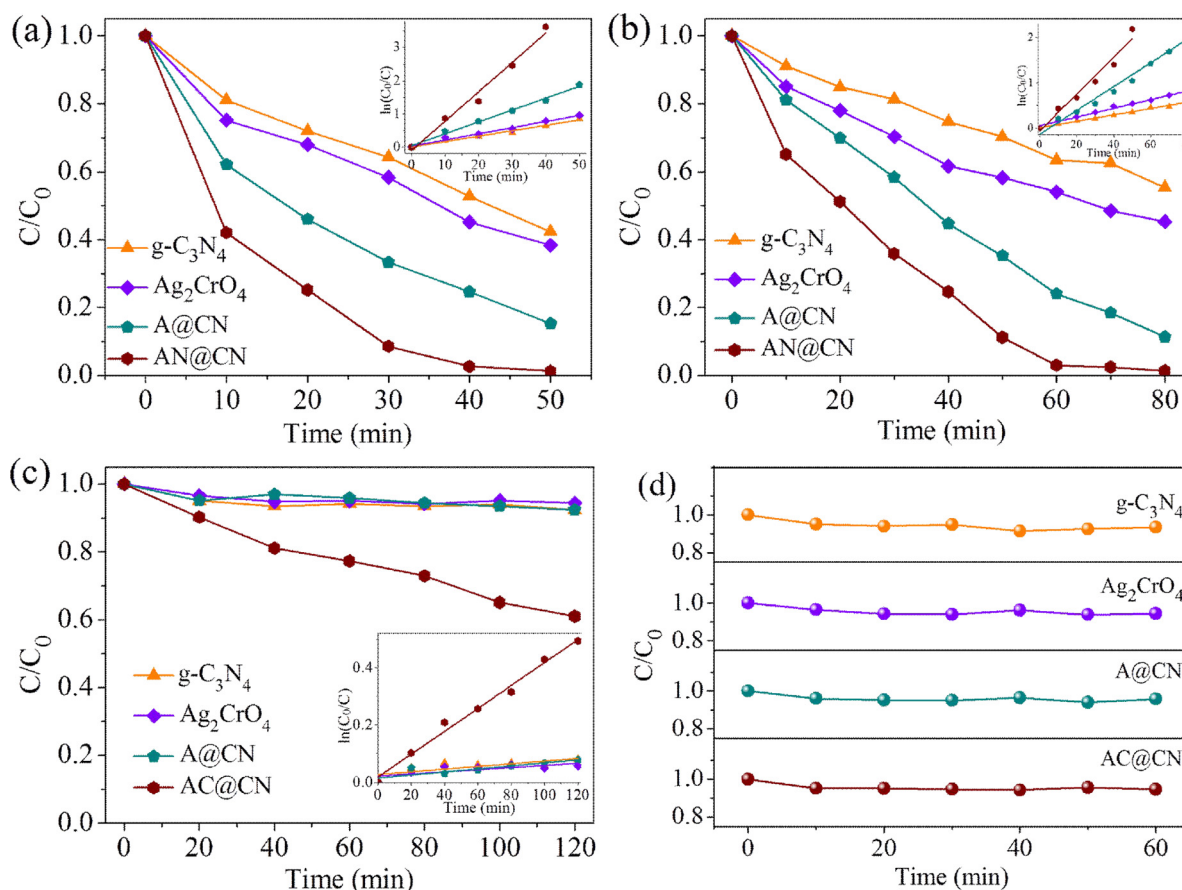 (a)
1.0
0.8
0.6
0.4
0.2
0.0
C/C₀
g-C₃N₄
Ag₂CrO₄
A@CN
AN@CN
0 10 20 30 40 50
Time (min)
3
2
1
0
ln(C₀/C)
0 10 20 30 40 50
Time (min)
(b)
1.0
0.8
0.6
0.4
0.2
0.0
C/C₀
g-C₃N₄
Ag₂CrO₄
A@CN
AN@CN
0 20 40 60 80
Time (min)
2
1
0
ln(C₀/C)
0 20 40 60
Time (min)
(c)
1.0
0.8
0.6
0.4
0.2
0.0
C/C₀
g-C₃N₄
Ag₂CrO₄
A@CN
AC@CN
0 20 40 60 80 100 120
Time (min)
0.4
0.2
0.0
ln(C₀/C)
0 20 40 60 80 100 120
Time (min)
(d)
g-C₃N₄
1.0
0.8
Ag₂CrO₄
1.0
0.8
A@CN
1.0
0.8
AC@CN
1.0
0.8
C/C₀
0 20 40 60
Time (min)